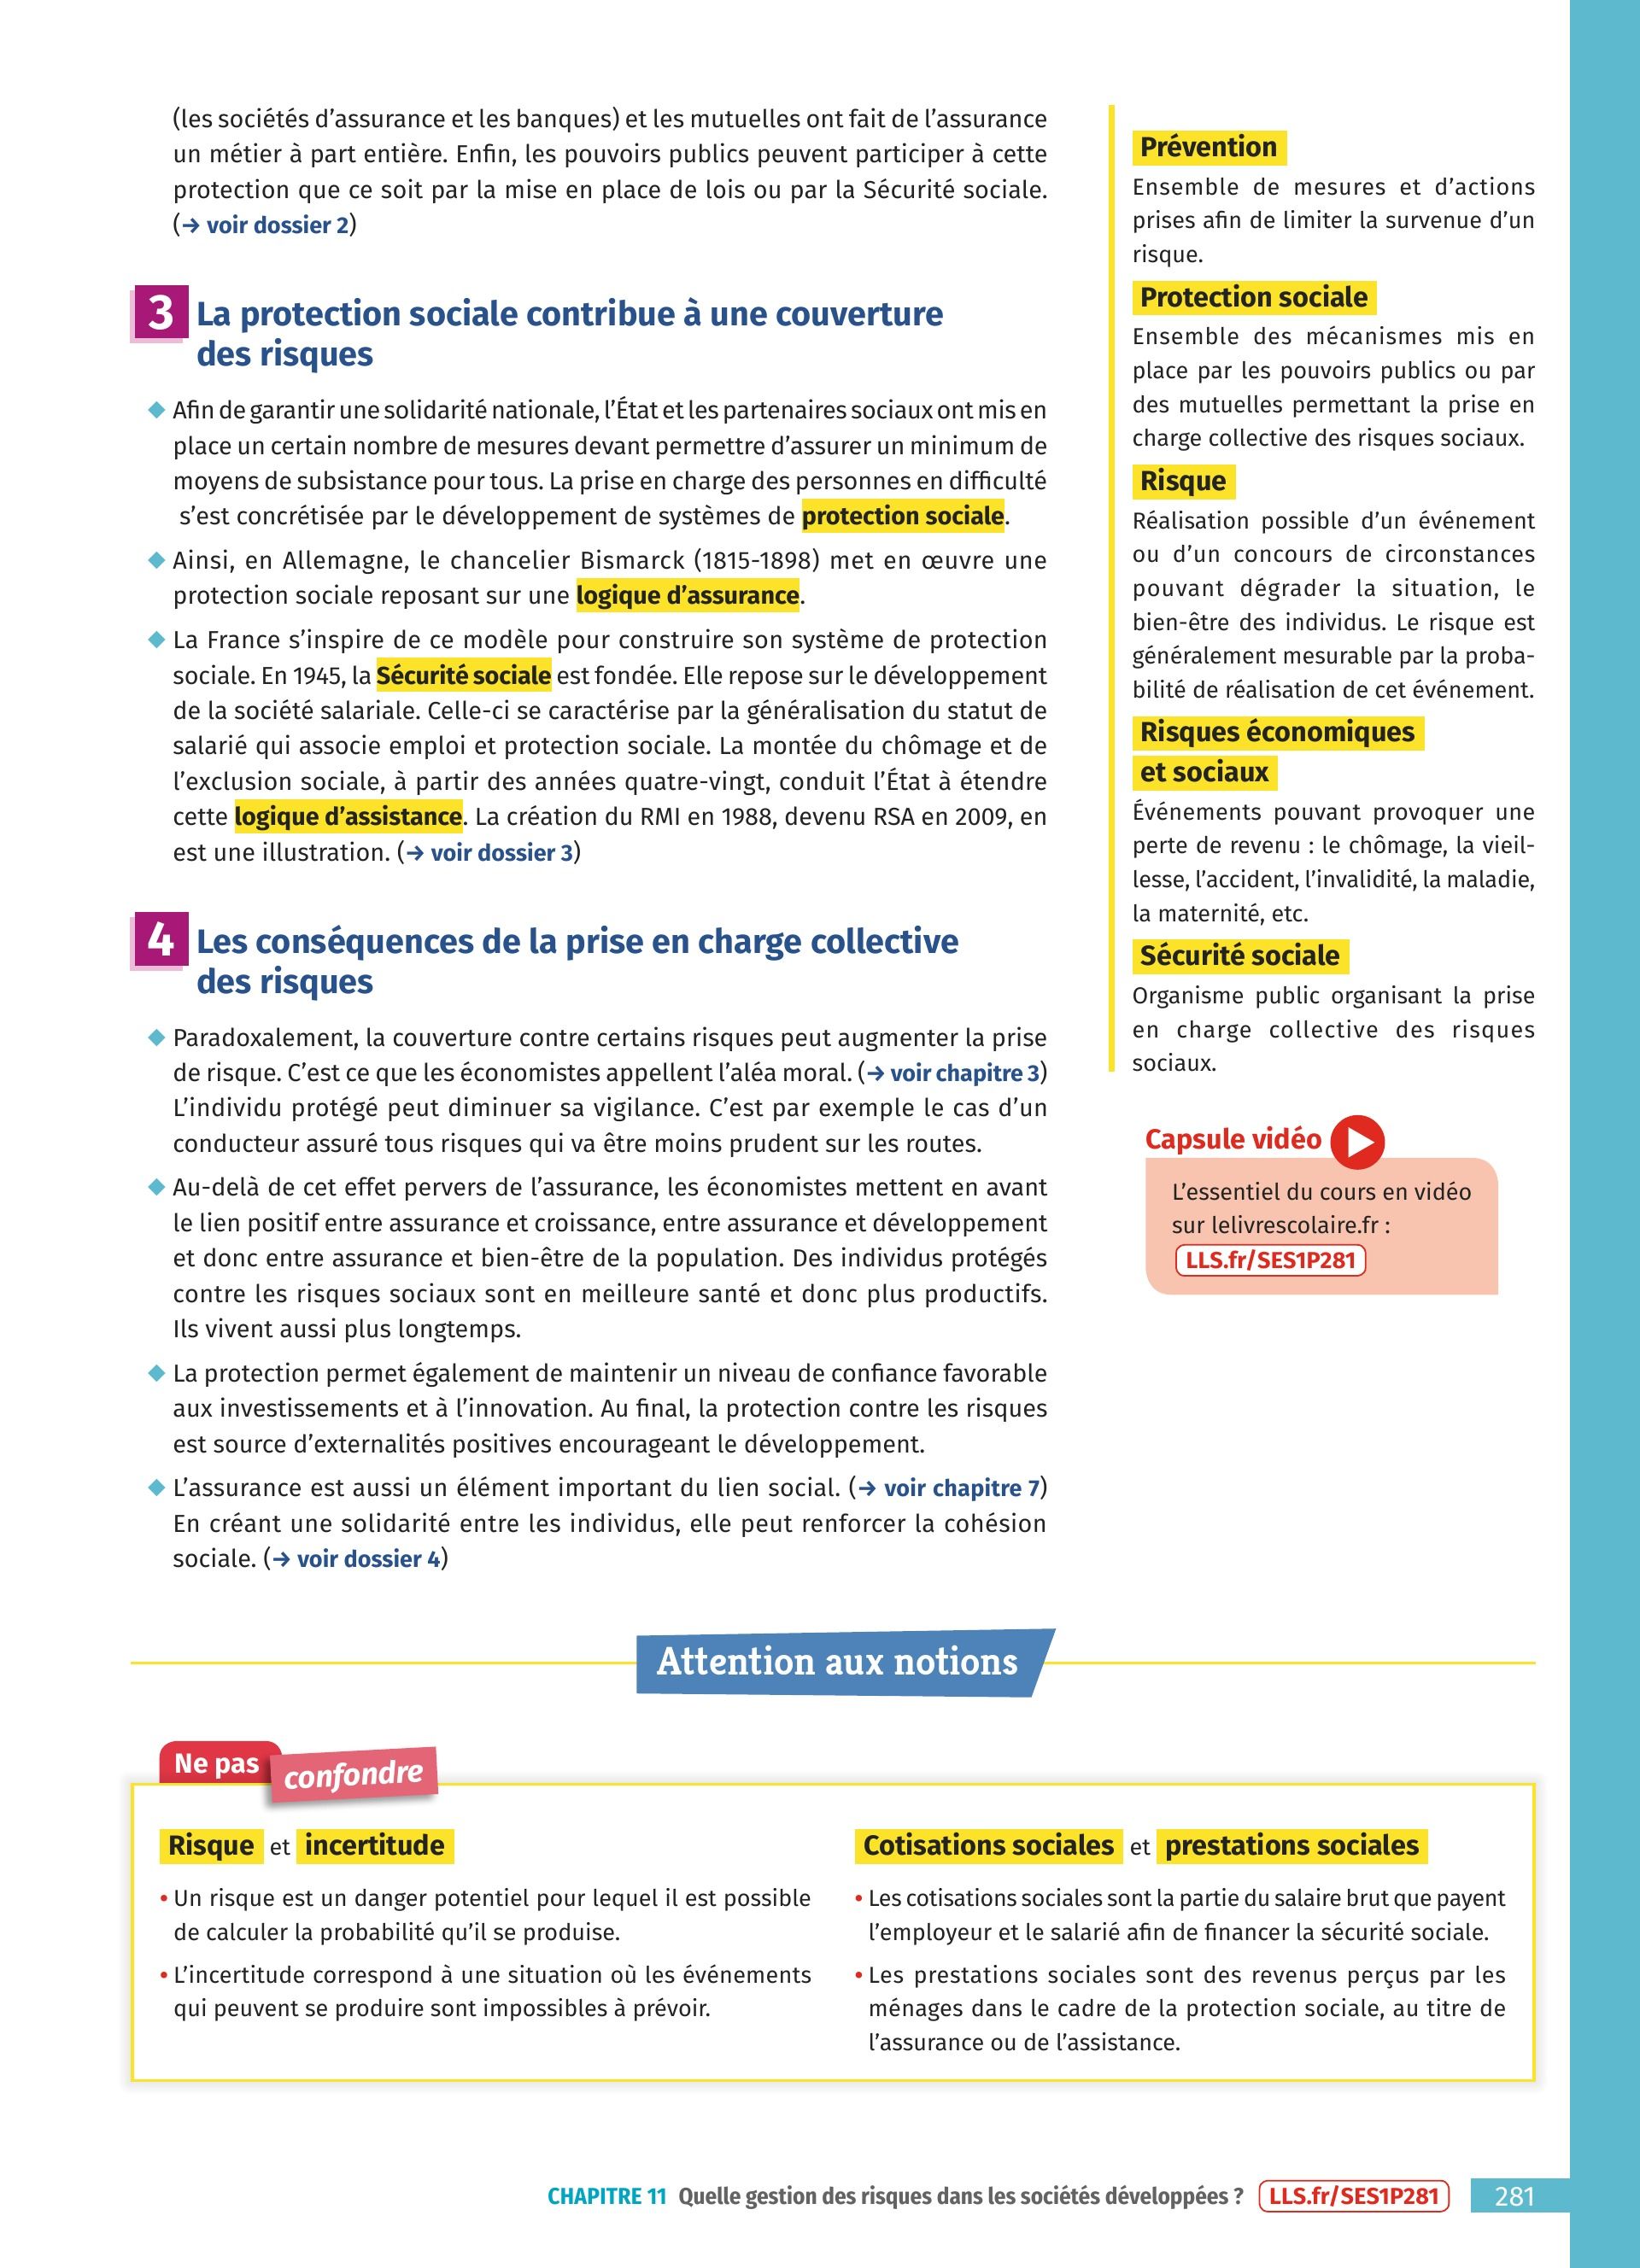 (les sociétés d’assurance et les banques) et les mutuelles ont fait de l’assurance
un métier à part entière. Enfin, les pouvoirs publics peuvent participer à cette
protection que ce soit par la mise en place de lois ou par la Sécurité sociale.
(→ voir dossier 2)
3 La protection sociale contribue à une couverture
des risques
◆ Afin de garantir une solidarité nationale, l’État et les partenaires sociaux ont mis en
place un certain nombre de mesures devant permettre d’assurer un minimum de
moyens de subsistance pour tous. La prise en charge des personnes en difficulté
s’est concrétisée par le développement de systèmes de protection sociale.
◆ Ainsi, en Allemagne, le chancelier Bismarck (1815-1898) met en œuvre une
protection sociale reposant sur une logique d’assurance.
◆ La France s’inspire de ce modèle pour construire son système de protection
sociale. En 1945, la Sécurité sociale est fondée. Elle repose sur le développement
de la société salariale. Celle-ci se caractérise par la généralisation du statut de
salarié qui associe emploi et protection sociale. La montée du chômage et de
l’exclusion sociale, à partir des années quatre-vingt, conduit l’État à étendre
cette logique d’assistance. La création du RMI en 1988, devenu RSA en 2009, en
est une illustration. (→ voir dossier 3)
4 Les conséquences de la prise en charge collective
des risques
◆ Paradoxalement, la couverture contre certains risques peut augmenter la prise
de risque. C’est ce que les économistes appellent l’aléa moral. (→ voir chapitre 3)
L’individu protégé peut diminuer sa vigilance. C’est par exemple le cas d’un
conducteur assuré tous risques qui va être moins prudent sur les routes.
◆ Au-delà de cet effet pervers de l’assurance, les économistes mettent en avant
le lien positif entre assurance et croissance, entre assurance et développement
et donc entre assurance et bien-être de la population. Des individus protégés
contre les risques sociaux sont en meilleure santé et donc plus productifs.
Ils vivent aussi plus longtemps.
◆ La protection permet également de maintenir un niveau de confiance favorable
aux investissements et à l’innovation. Au final, la protection contre les risques
est source d’externalités positives encourageant le développement.
◆ L’assurance est aussi un élément important du lien social. (→ voir chapitre 7)
En créant une solidarité entre les individus, elle peut renforcer la cohésion
sociale. (→ voir dossier 4)
Prévention
Ensemble de mesures et d’actions
prises afin de limiter la survenue d’un
risque.
Protection sociale
Ensemble des mécanismes mis en
place par les pouvoirs publics ou par
des mutuelles permettant la prise en
charge collective des risques sociaux.
Risque
Réalisation possible d’un événement
ou d’un concours de circonstances
pouvant dégrader la situation, le
bien-être des individus. Le risque est
généralement mesurable par la proba-
bilité de réalisation de cet événement.
Risques économiques
et sociaux
Événements pouvant provoquer une
perte de revenu : le chômage, la vieil-
lesse, l’accident, l’invalidité, la maladie,
la maternité, etc.
Sécurité sociale
Organisme public organisant la prise
en charge collective des risques
sociaux.
Capsule vidéo
L’essentiel du cours en vidéo
sur lelivrescolaire.fr :
LLS.fr/SES1P281
Attention aux notions
Ne pas confondre
Risque et incertitude
• Un risque est un danger potentiel pour lequel il est possible
de calculer la probabilité qu’il se produise.
• L’incertitude correspond à une situation où les événements
qui peuvent se produire sont impossibles à prévoir.
Cotisations sociales et prestations sociales
• Les cotisations sociales sont la partie du salaire brut que payent
l’employeur et le salarié afin de financer la sécurité sociale.
• Les prestations sociales sont des revenus perçus par les
ménages dans le cadre de la protection sociale, au titre de
l’assurance ou de l’assistance.
CHAPITRE 11 Quelle gestion des risques dans les sociétés développées ? LLS.fr/SES1P281 281